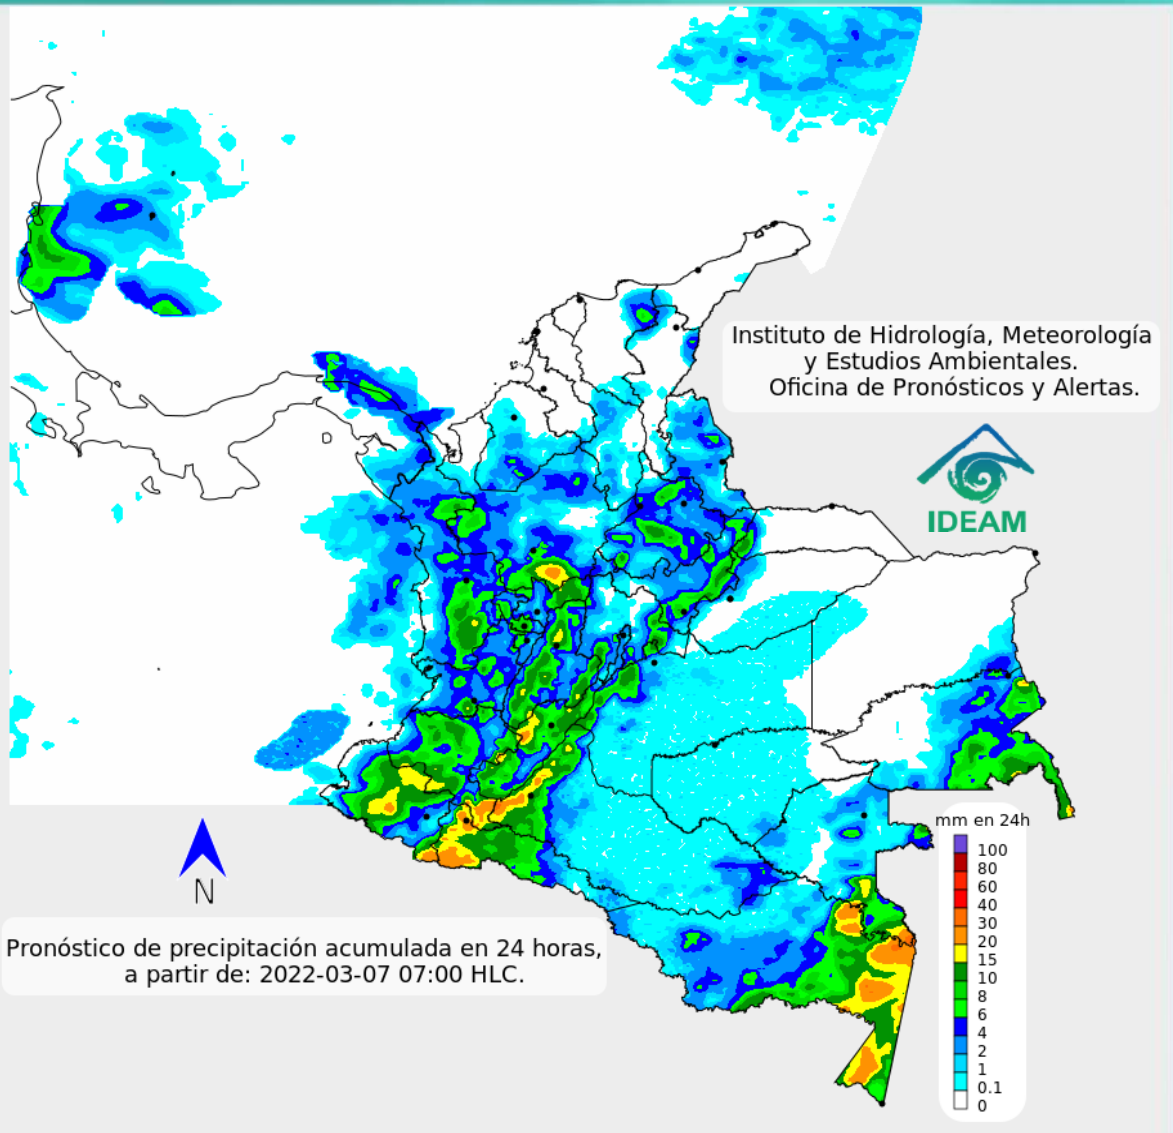 Instituto de Hidrología, Meteorología
y Estudios Ambientales.
Oficina de Pronósticos y Alertas.
IDEAM
mm en 24h
100
80
60
40
30
20
15
10
8
6
4
2
1
0.1
0
N
Pronóstico de precipitación acumulada en 24 horas,
a partir de: 2022-03-07 07:00 HLC.